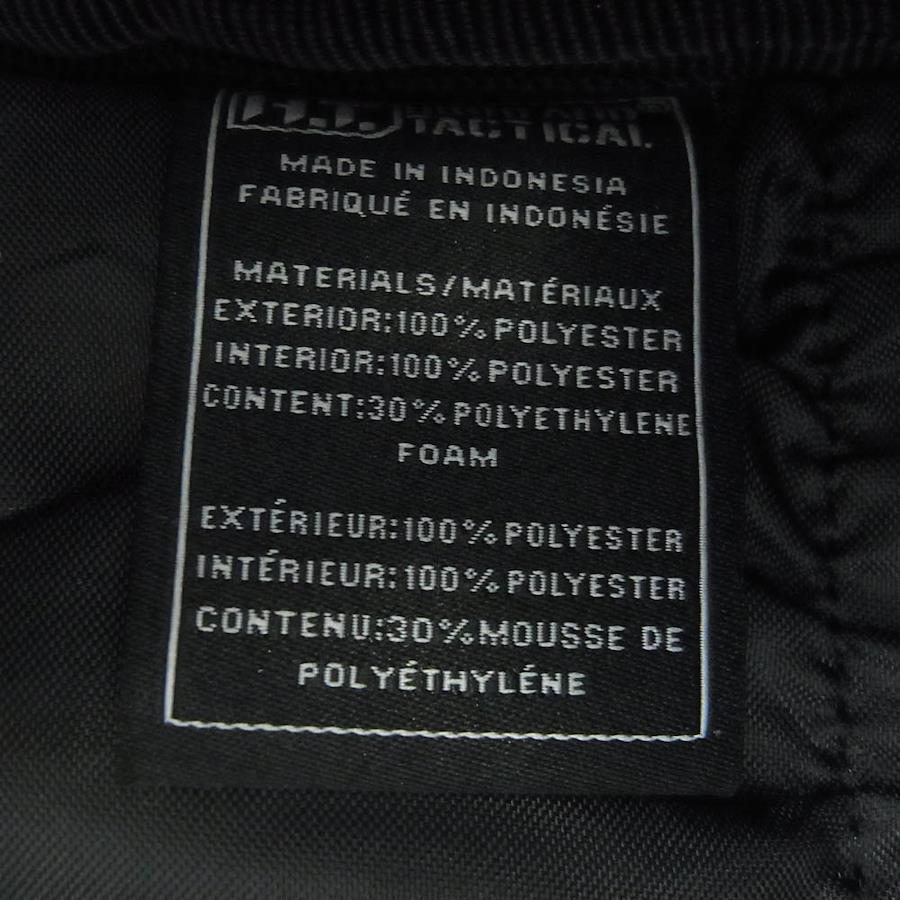 TACTICAL
MADE IN INDONESIA
FABRIQUÉ EN INDONÉSIE
MATERIALS/MATÉRIAUX
EXTERIOR:100% POLYESTER
INTERIOR:100% POLYESTER
CONTENT:30% POLYETHYLENE
FOAM
EXTÉRIEUR:100% POLYESTER
INTÉRIEUR:100% POLYESTER
CONTENU:30% MOUSSE DE
POLYÉTHYLÉNE